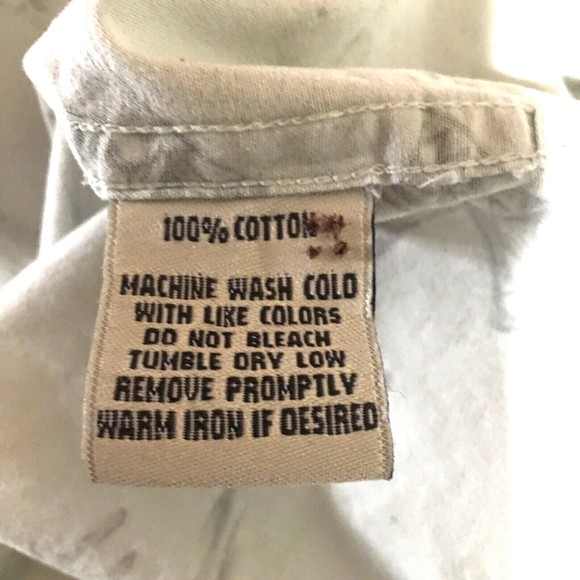 100% COTTON
MACHINE WASH COLD
WITH LIKE COLORS
DO NOT BLEACH
TUMBLE DRY LOW
REMOVE PROMPTLY
WARM IRON IF DESIRED